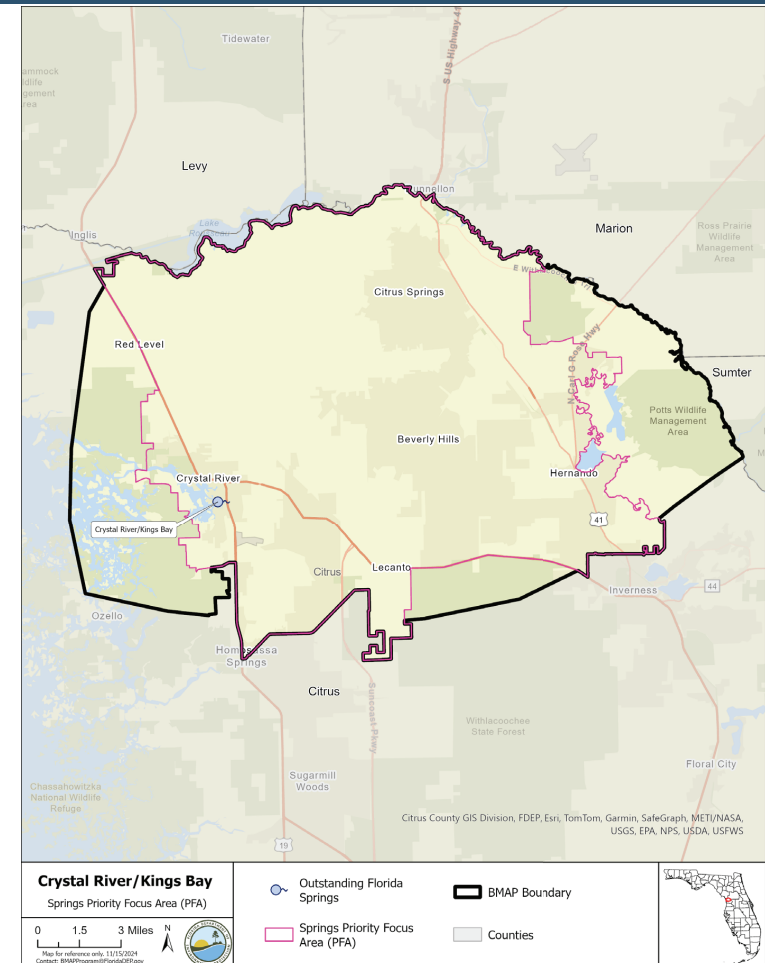 Tidewater
S US Highway 41
Levy
Inglis
Lake
Rousseau
Marion
Ross Prairie
Wildlife
Management
Area
Citrus Springs
Red Level
N Carl G Rose Hwy
Sumter
Potts Wildlife
Management
Area
Beverly Hills
Hernando
Crystal River
Crystal River/Kings Bay
41
Citrus
Lecanto
Inverness
44
Ozello
Homosassa
Springs
Citrus
Suncoast Pkwy
Withlacoochee
State Forest
Floral City
Sugarmill
Woods
Chassahowitzka
National Wildlife
Refuge
19
Citrus County GIS Division, FDEP, Esri, TomTom, Garmin, SafeGraph, METI/NASA,
USGS, EPA, NPS, USDA, USFWS
Crystal River/Kings Bay
Springs Priority Focus Area (PFA)
0 1.5 3 Miles
N
Map for reference only. 11/15/2024
Contact: BMAPProgram@FloridaDEP.gov
Outstanding Florida
Springs
Springs Priority Focus
Area (PFA)
BMAP Boundary
Counties